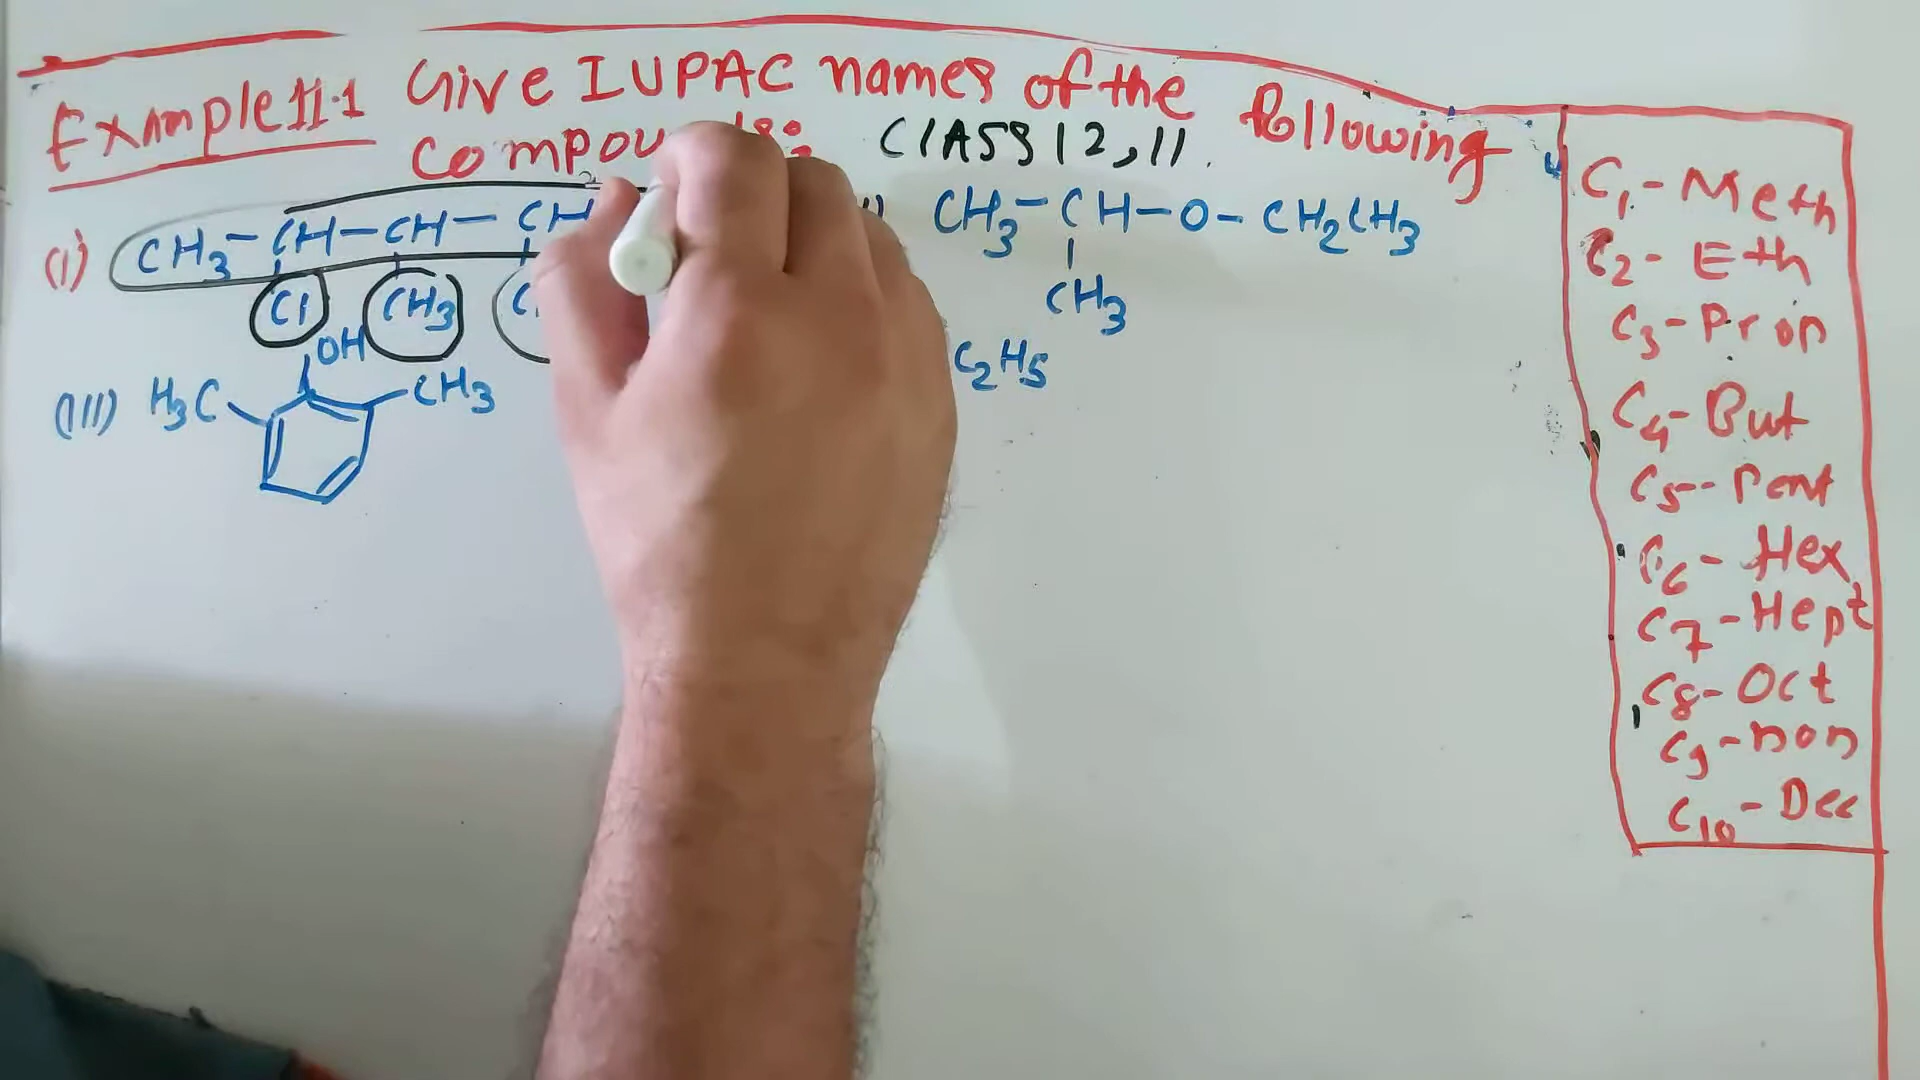 Example 11.1 Give IUPAC names of the following
CLASS 12, 11.
(i) CH3-CH-CH-CH
Cl CH3
CH3-CH-O-CH2CH3
CH3
(III) H3C OH CH3
C2H5
C1 - Meth
C2 - Eth
C3 - Prop
C4 - But
C5 - Pent
C6 - Hex
C7 - Hept
C8 - Oct
C9 - non
C10 - Dec